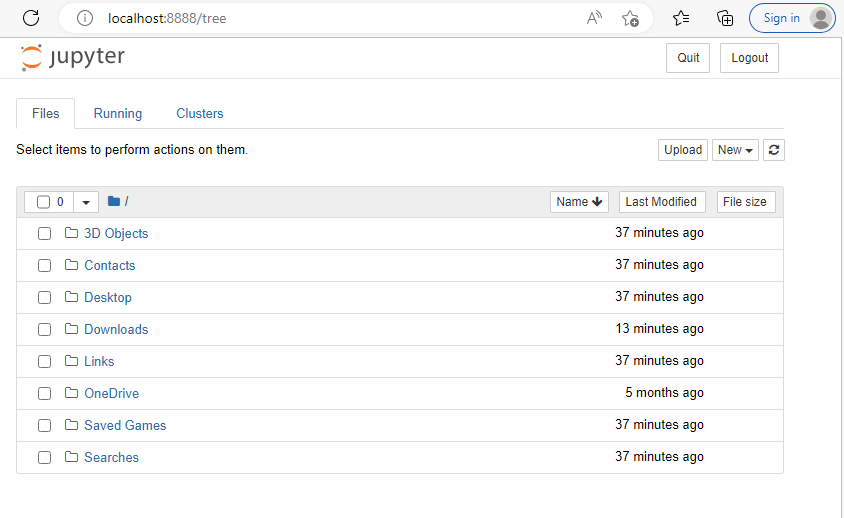 localhost:8888/tree
Sign in
jupyter
Quit
Logout
Files
Running
Clusters
Select items to perform actions on them.
Upload
New
0
/
Name
Last Modified
File size
3D Objects 37 minutes ago
Contacts 37 minutes ago
Desktop 37 minutes ago
Downloads 13 minutes ago
Links 37 minutes ago
OneDrive 5 months ago
Saved Games 37 minutes ago
Searches 37 minutes ago